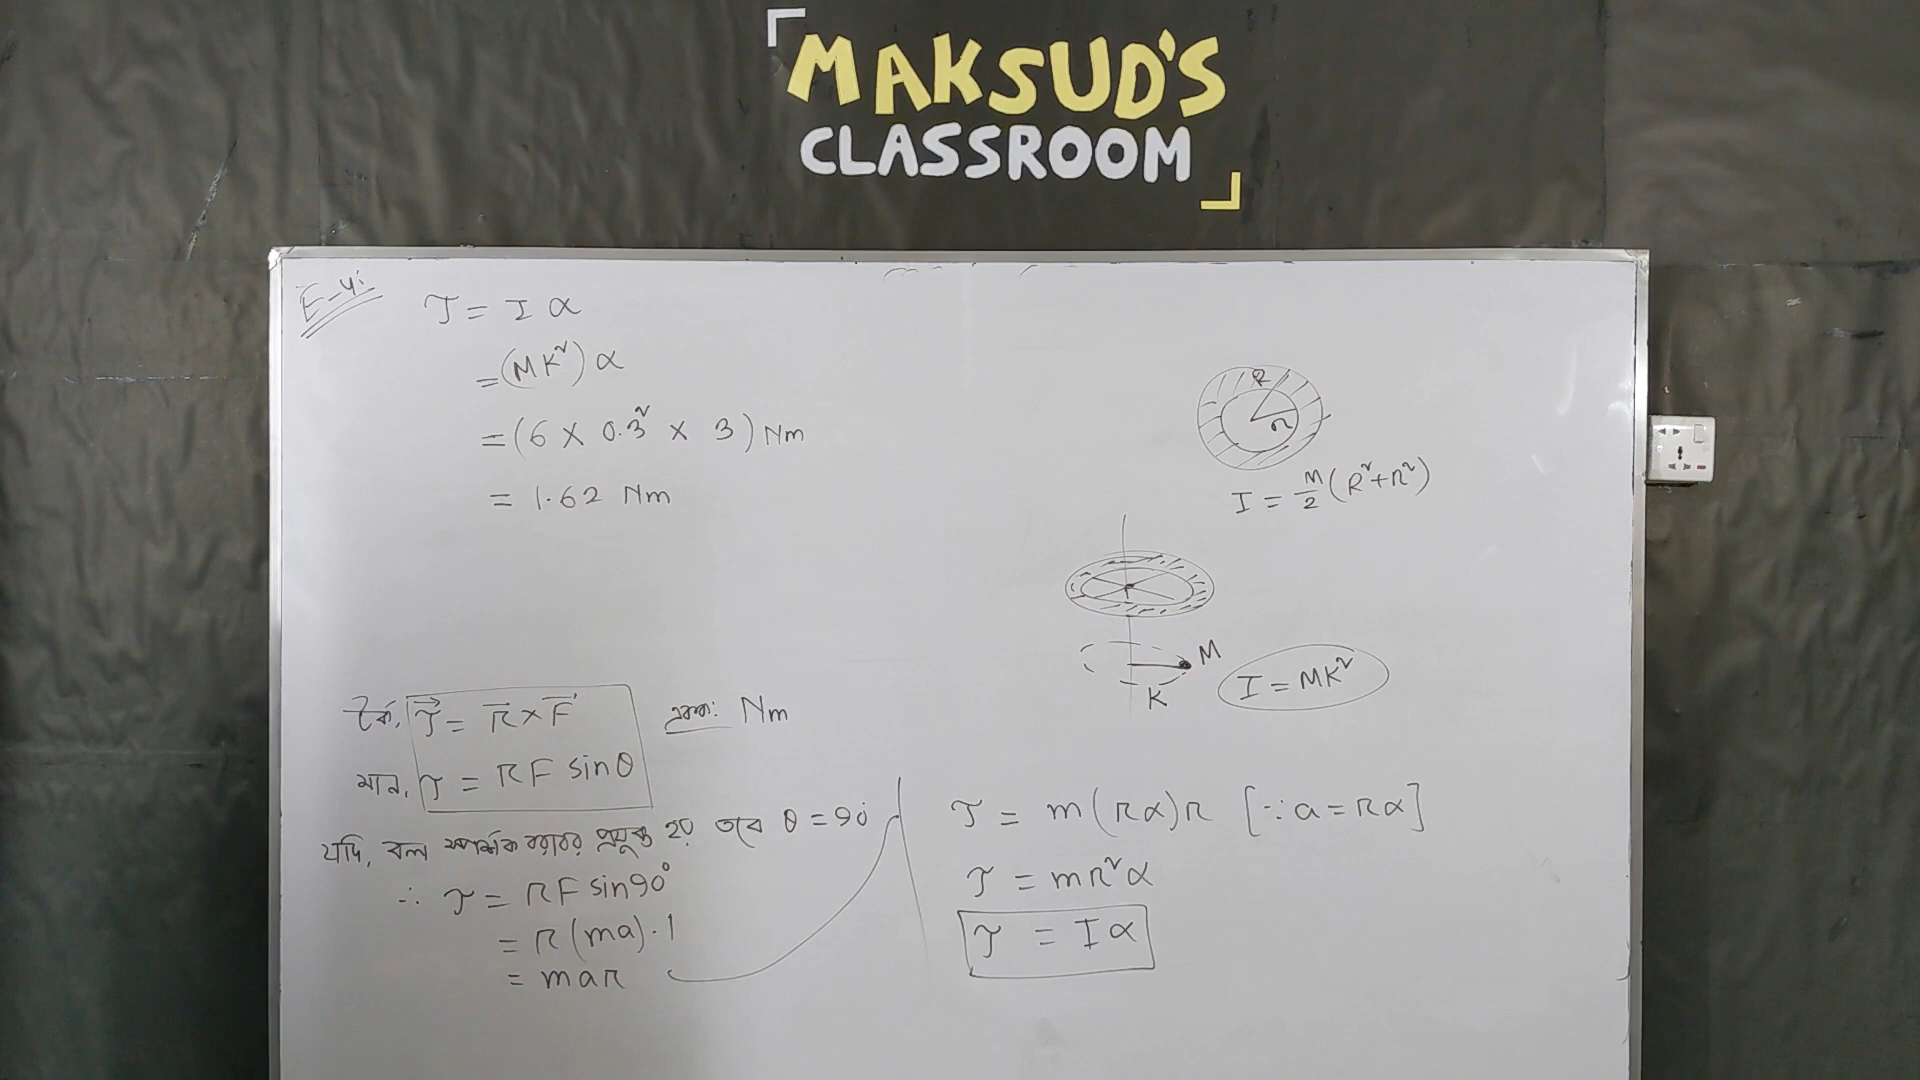 MAKSUD'S
CLASSROOM
E-4:
τ = I α
= (MK²) α
= (6 × 0.3² × 3) Nm
= 1.62 Nm
R
r
I = M/2 (R² + r²)
M
K
I = MK²
টর্ক, τ⃗ = r⃗ × F⃗
একক: Nm
মান, τ = rF sinθ
যদি, বল স্পর্শক বরাবর প্রযুক্ত হয় তবে θ = 90°
∴ τ = rF sin90°
= r(ma)·1
= mar
τ = m(rα)r [∵ a = rα]
τ = mr²α
τ = Iα